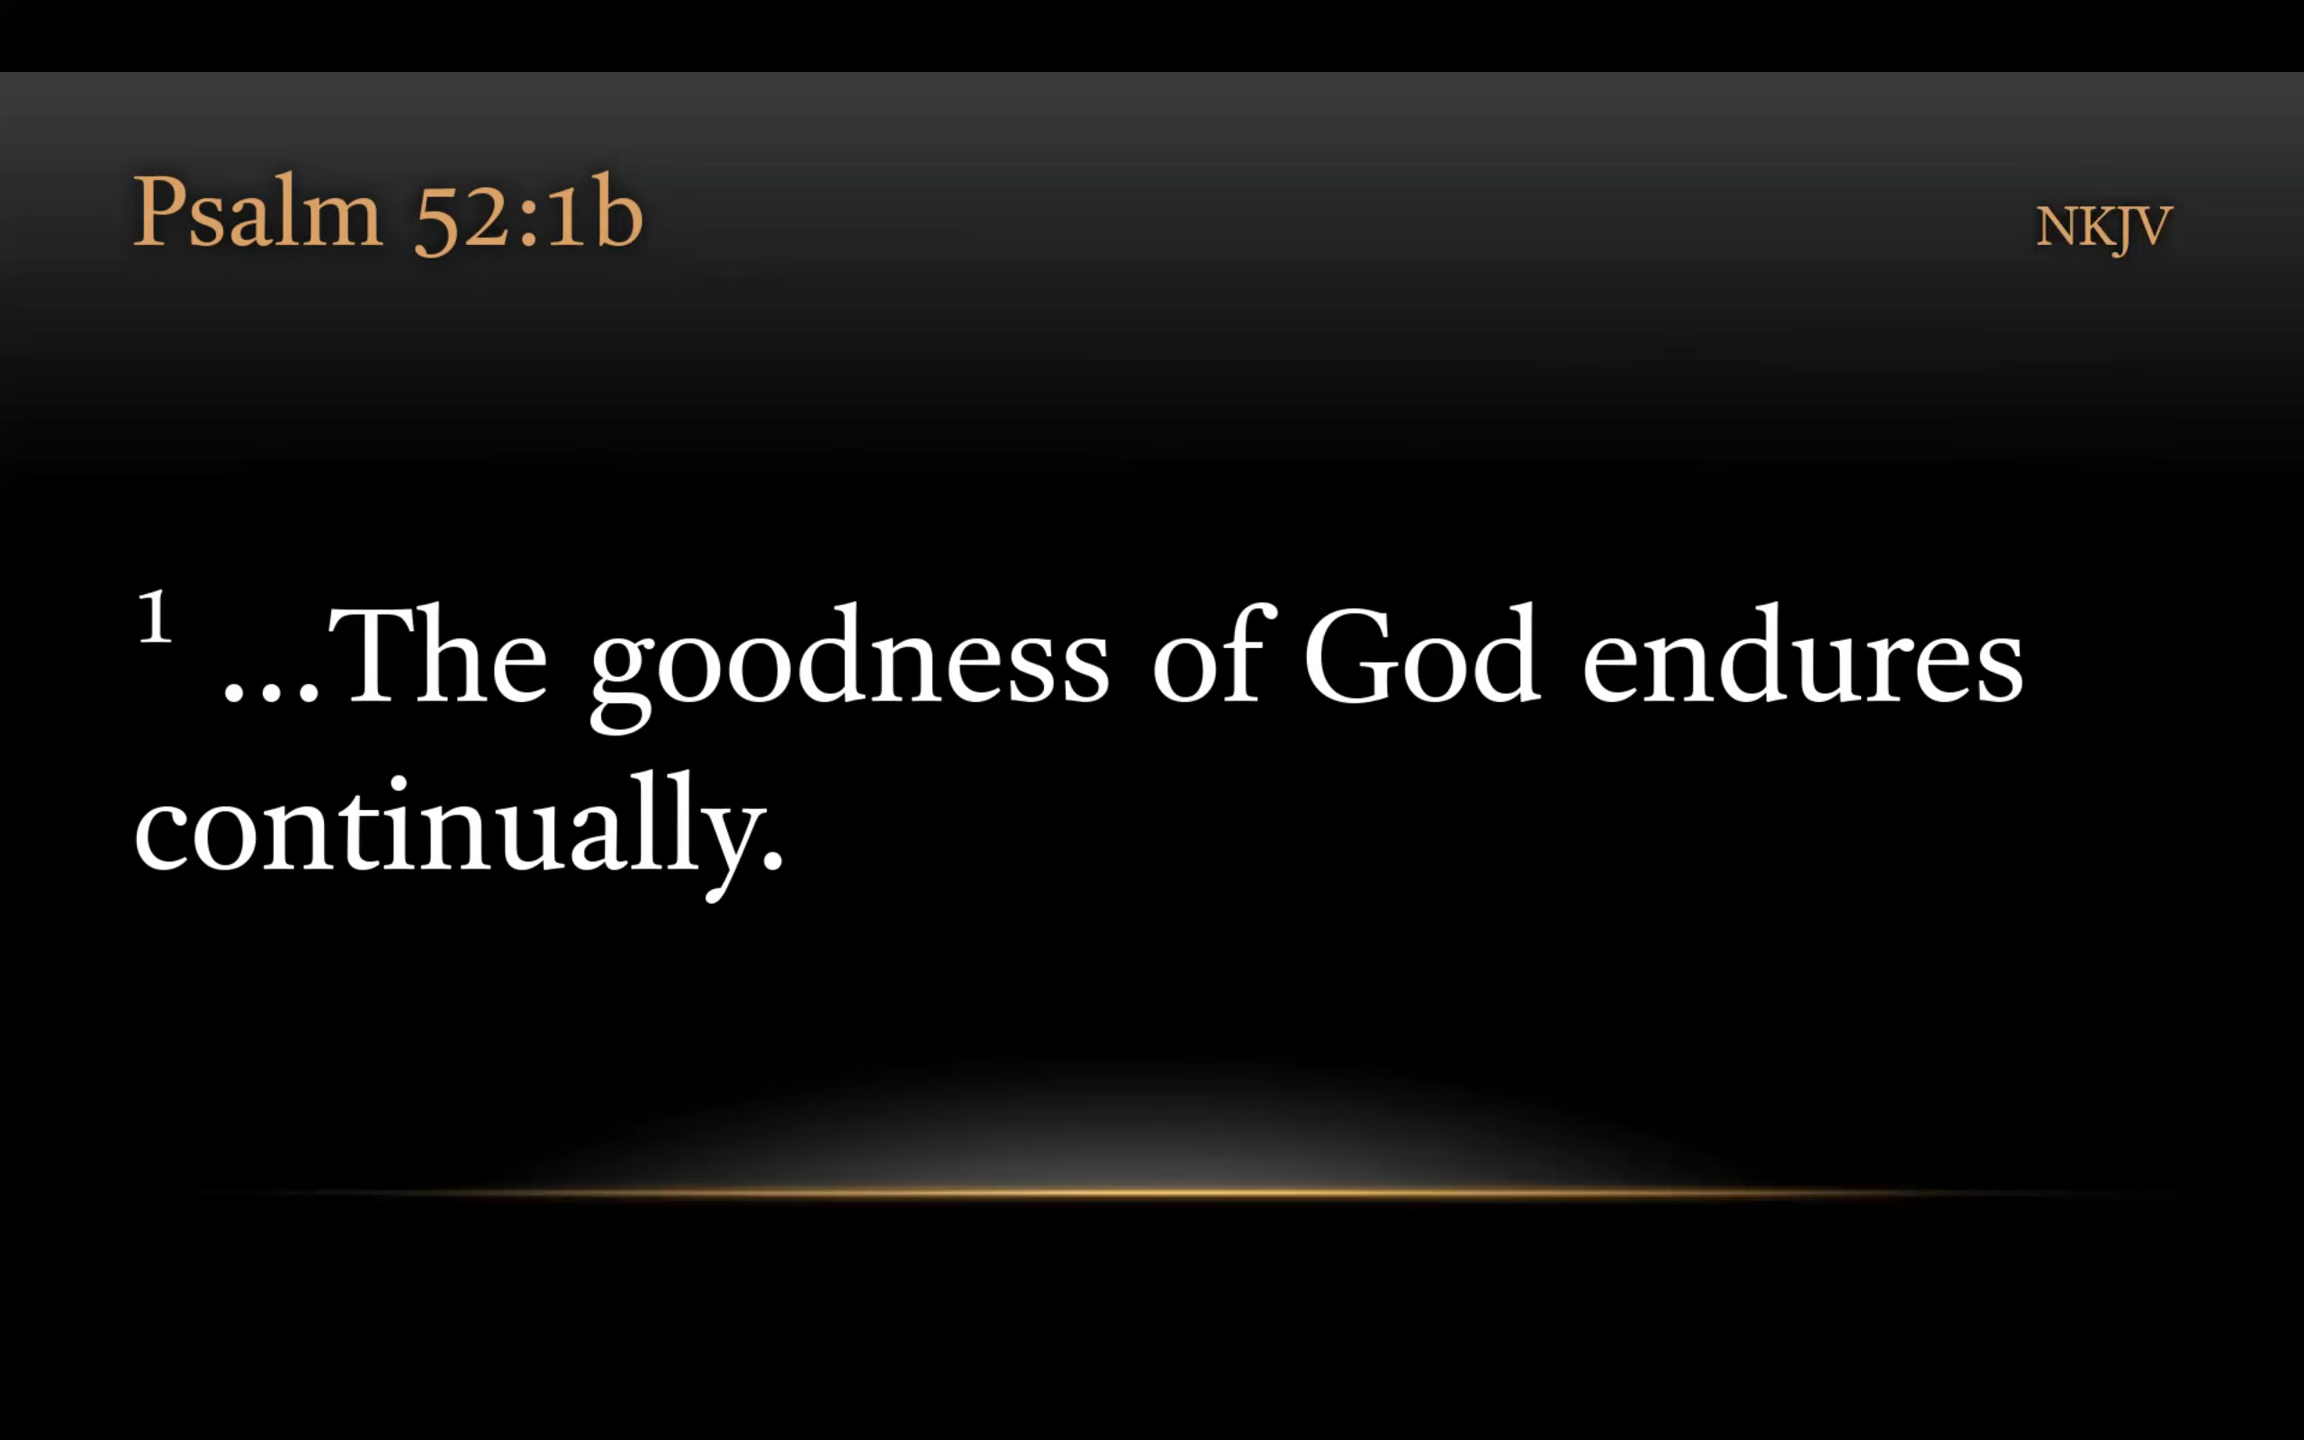 Psalm 52:1b
NKJV
1 ...The goodness of God endures
continually.